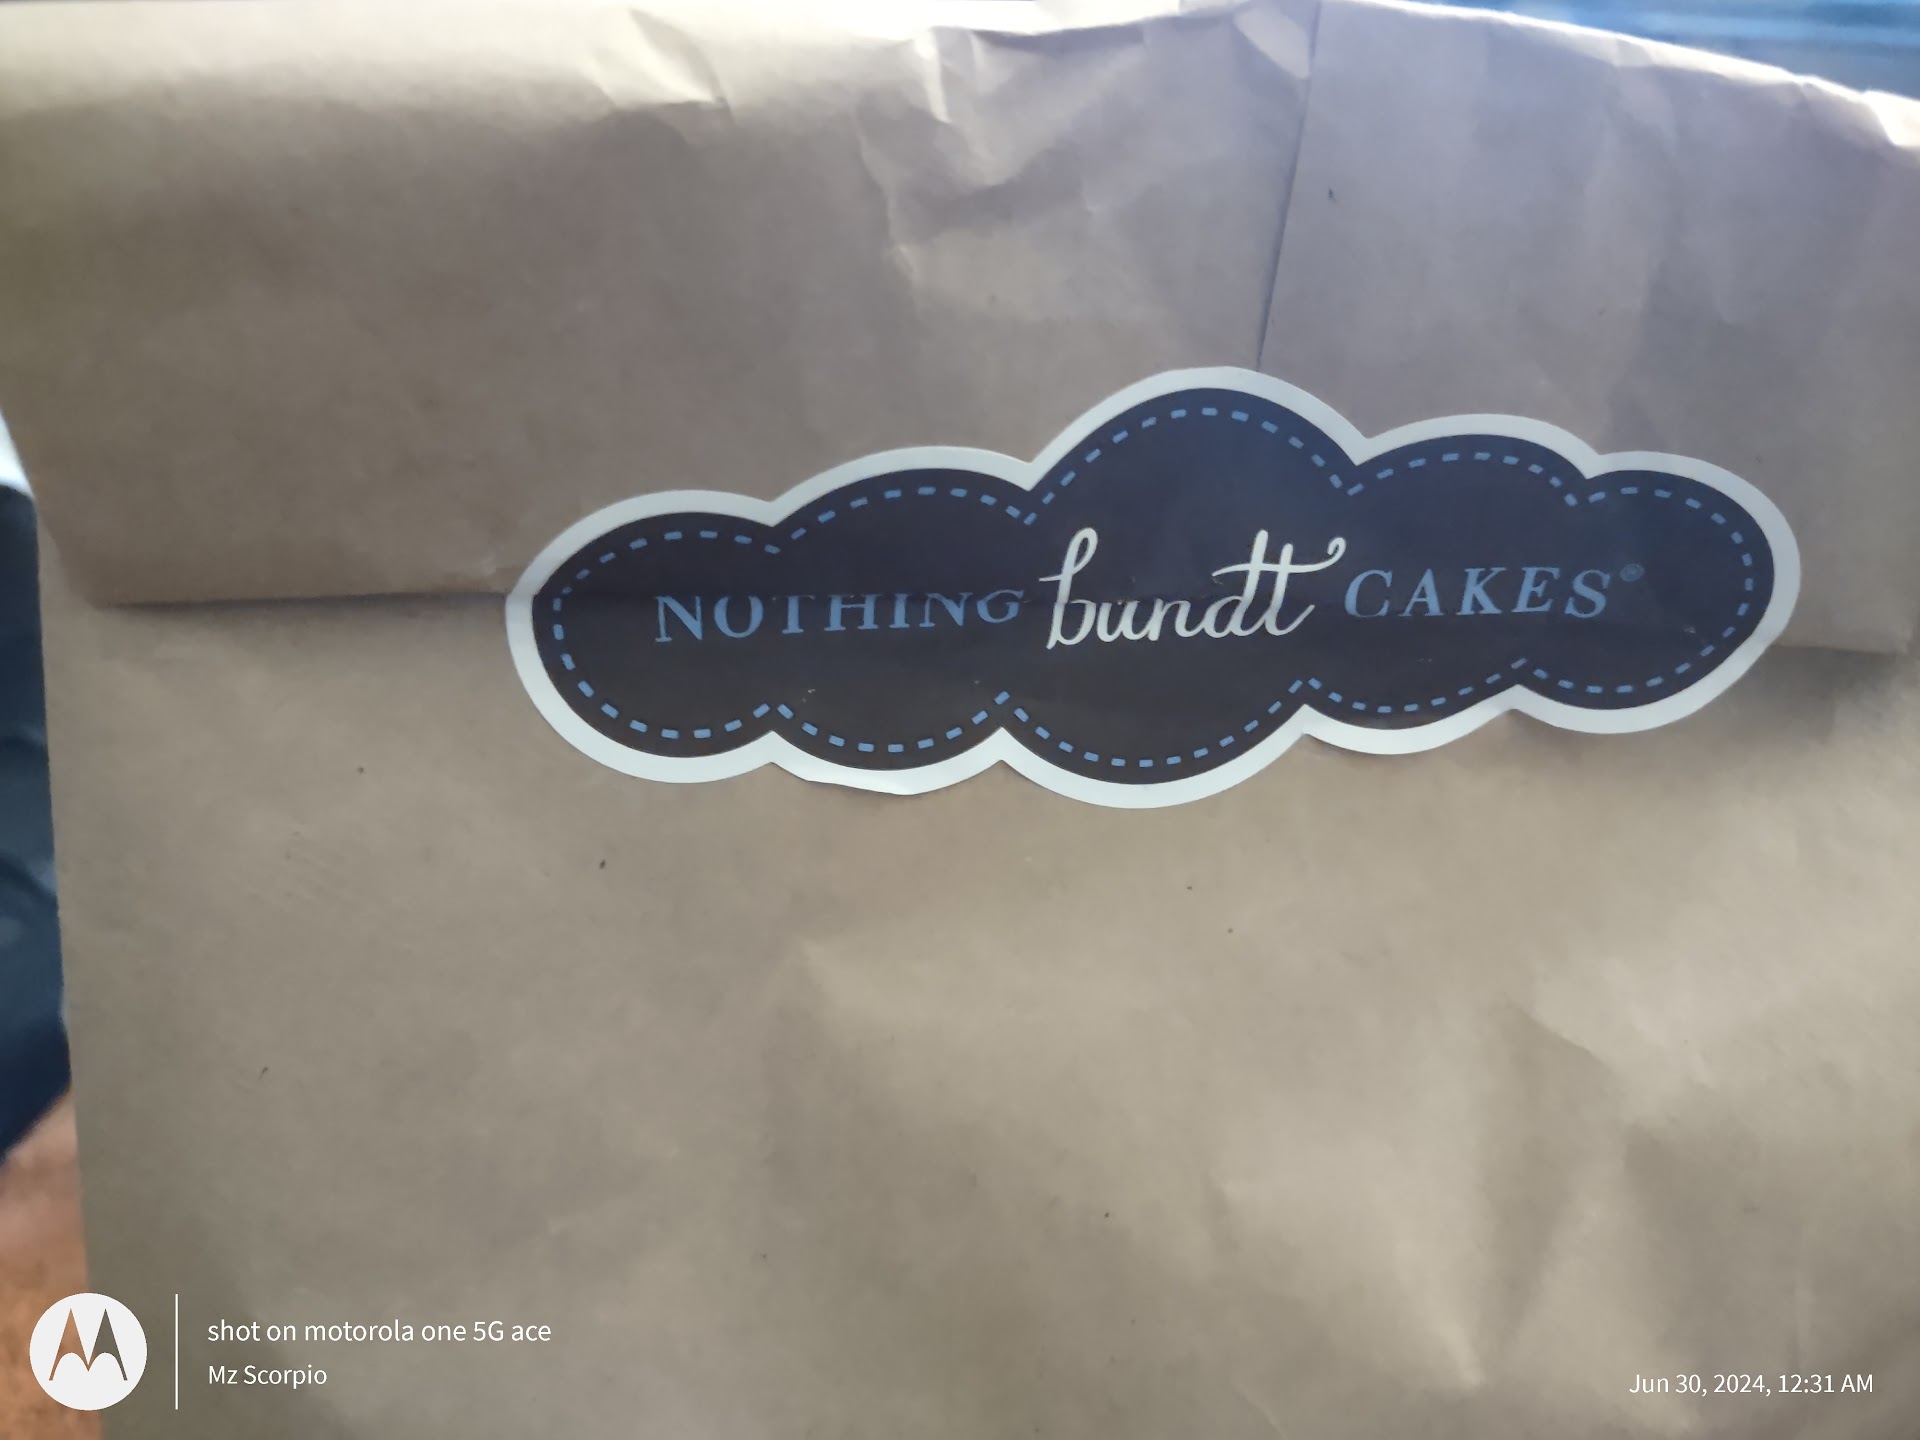 NOTHING bundt CAKES®
shot on motorola one 5G ace
Mz Scorpio
Jun 30, 2024, 12:31 AM